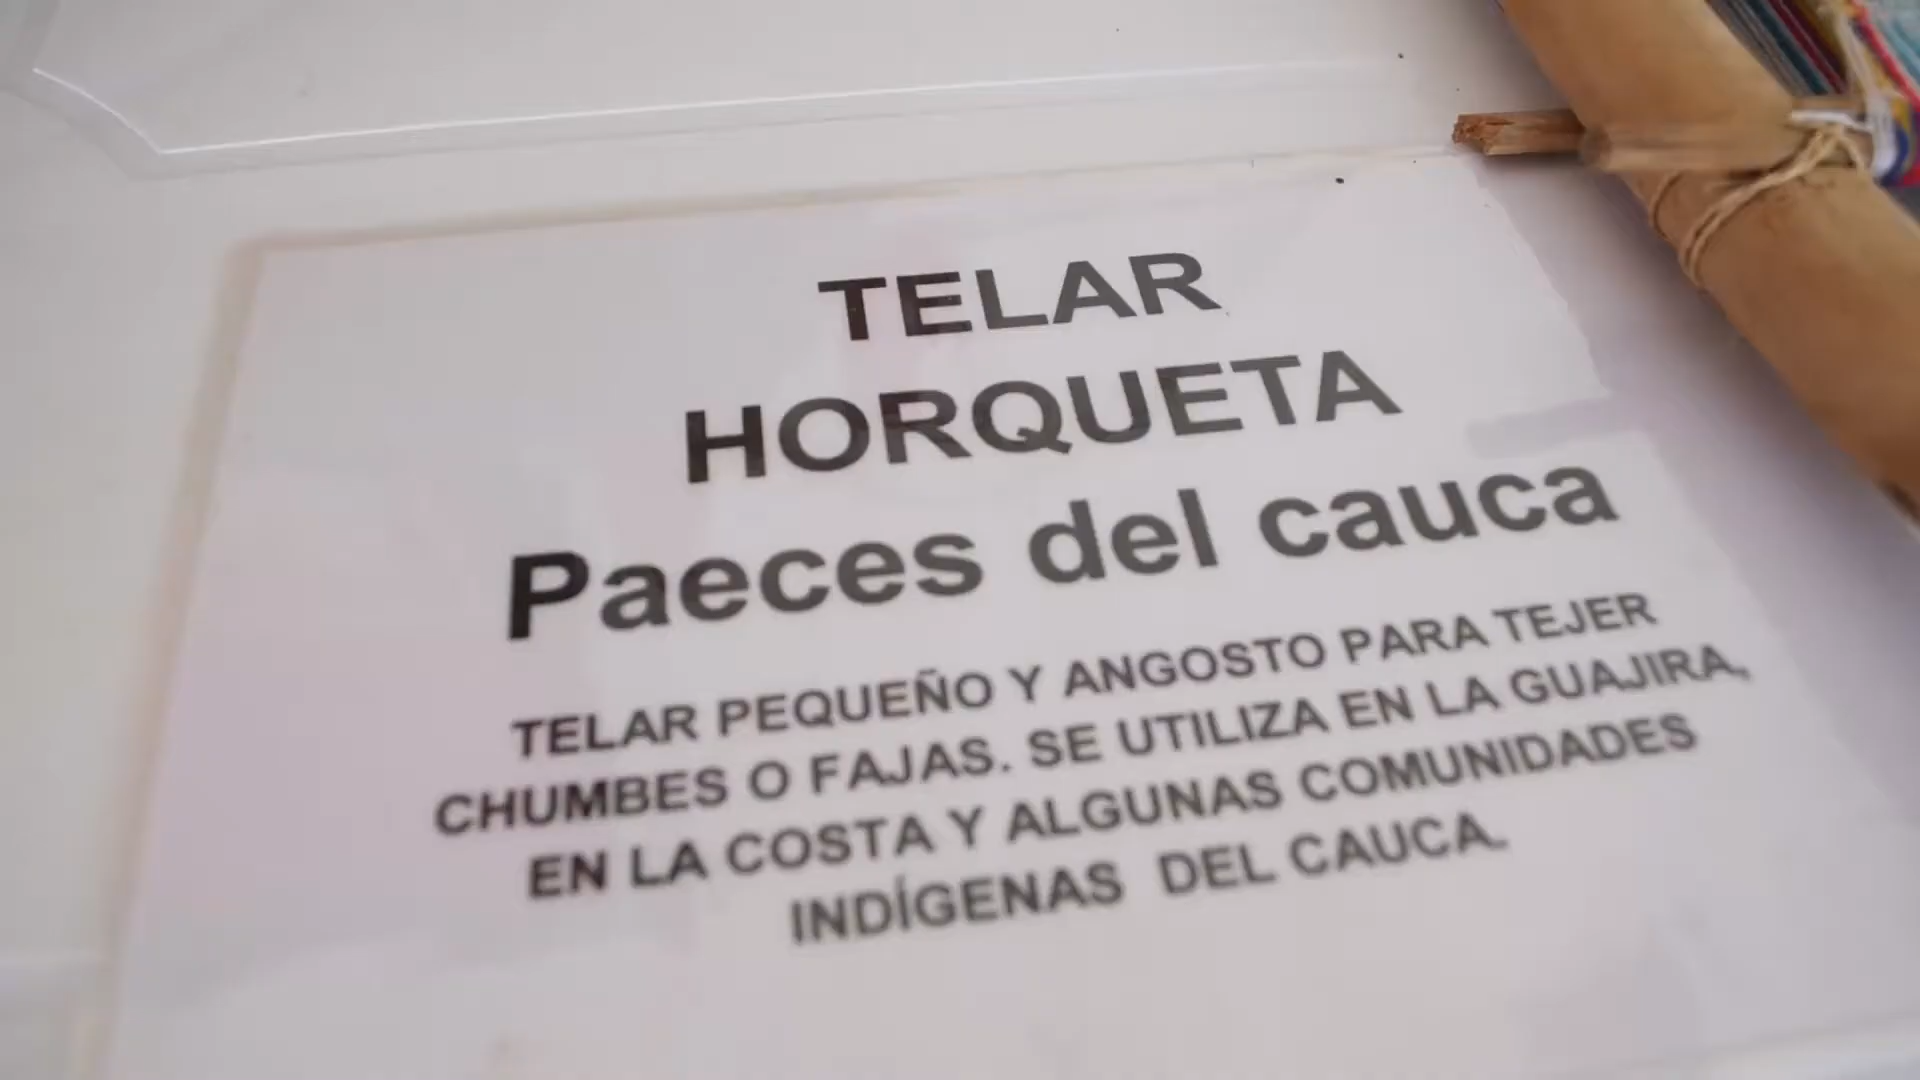 TELAR
HORQUETA
Paeces del cauca
TELAR PEQUEÑO Y ANGOSTO PARA TEJER
CHUMBES O FAJAS. SE UTILIZA EN LA GUAJIRA,
EN LA COSTA Y ALGUNAS COMUNIDADES
INDÍGENAS DEL CAUCA.